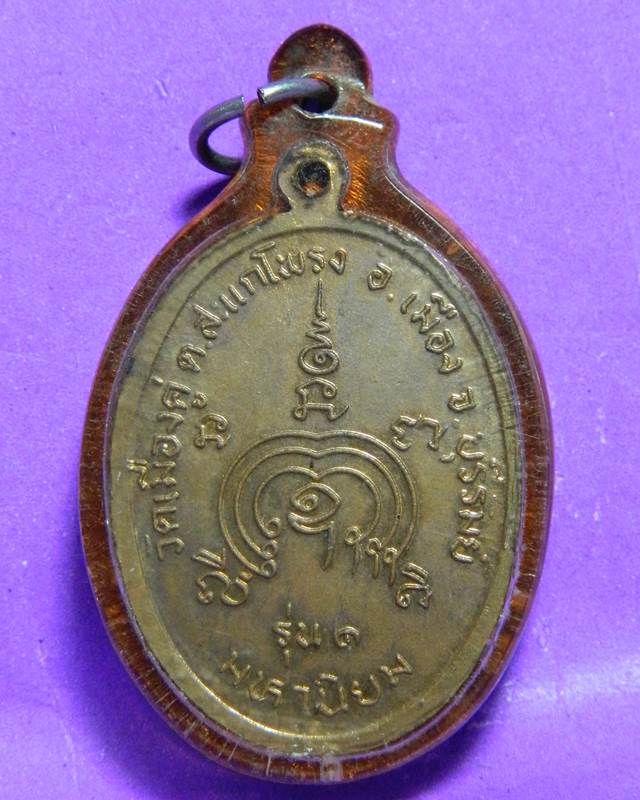 วัดเมืองคู่ ต.ส.แกโพรง อ.เมือง จ.บุรีรัมย์
รุ่น ๑
มหานิยม